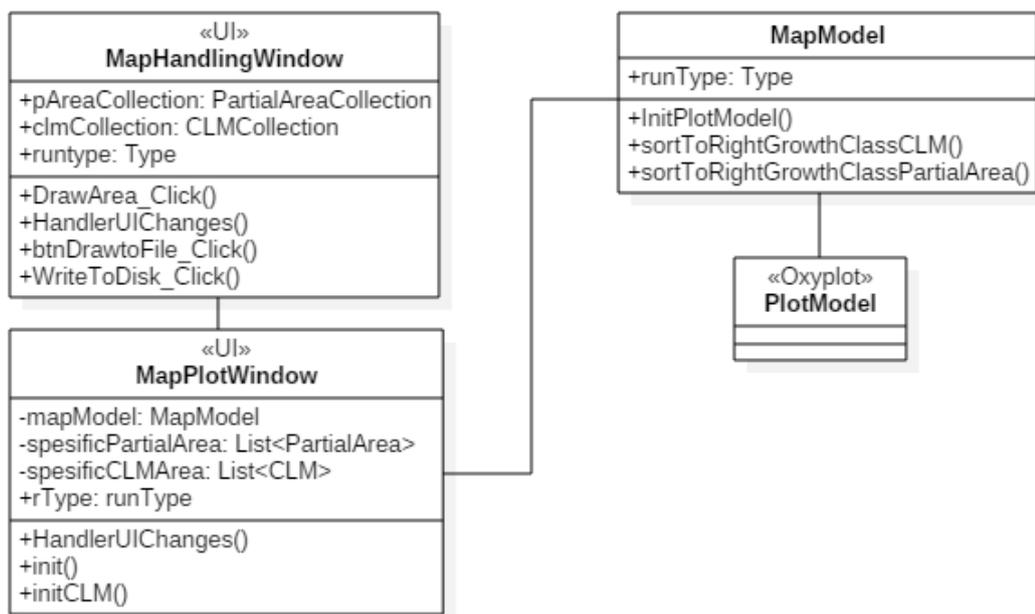 «UI»
MapHandlingWindow
+pAreaCollection: PartialAreaCollection
+clmCollection: CLMCollection
+runtype: Type
+DrawArea_Click()
+HandlerUIChanges()
+btnDrawtoFile_Click()
+WriteToDisk_Click()
«UI»
MapPlotWindow
-mapModel: MapModel
-spesificPartialArea: List<PartialArea>
-spesificCLMArea: List<CLM>
+rType: runType
+HandlerUIChanges()
+init()
+initCLM()
MapModel
+runType: Type
+InitPlotModel()
+sortToRightGrowthClassCLM()
+sortToRightGrowthClassPartialArea()
«Oxyplot»
PlotModel